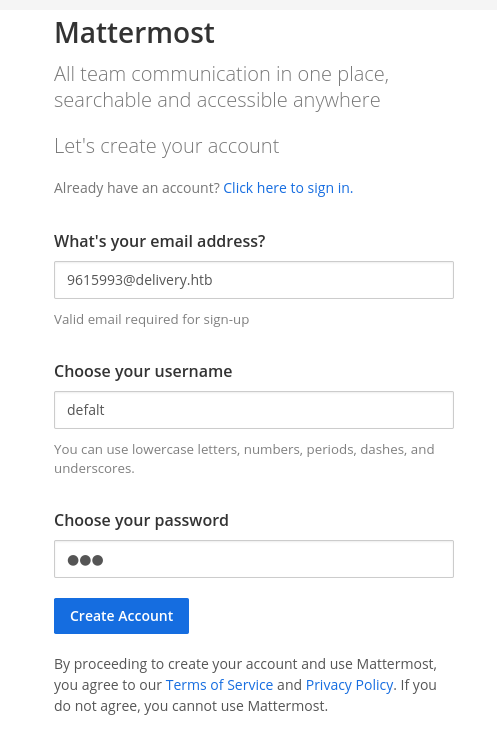 Mattermost
All team communication in one place,
searchable and accessible anywhere
Let's create your account
Already have an account? Click here to sign in.
What's your email address?
9615993@delivery.htb
Valid email required for sign-up
Choose your username
defalt
You can use lowercase letters, numbers, periods, dashes, and
underscores.
Choose your password
●●●
Create Account
By proceeding to create your account and use Mattermost,
you agree to our Terms of Service and Privacy Policy. If you
do not agree, you cannot use Mattermost.